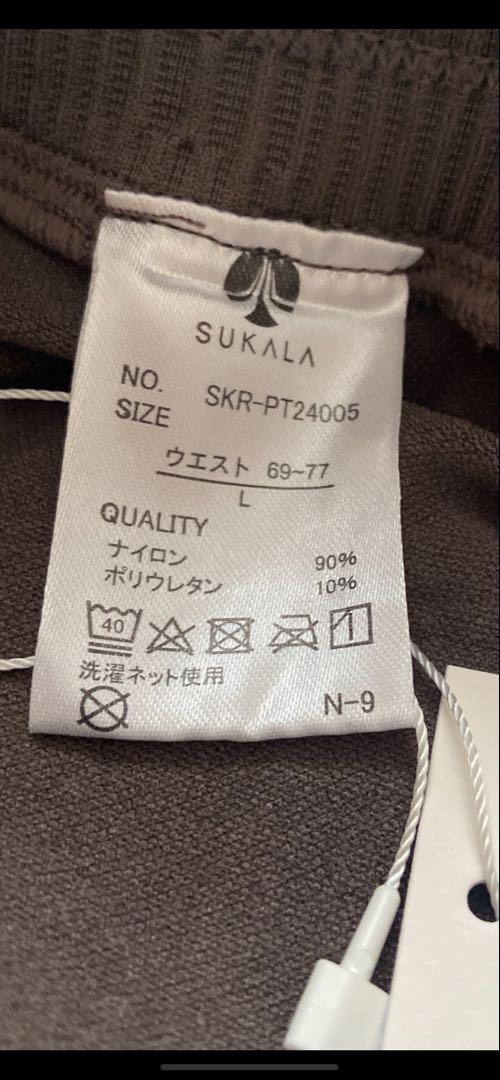 SUKALA
NO. SKR-PT24005
SIZE
ウエスト 69~77
L
QUALITY
ナイロン 90%
ポリウレタン 10%
40
洗濯ネット使用
N-9